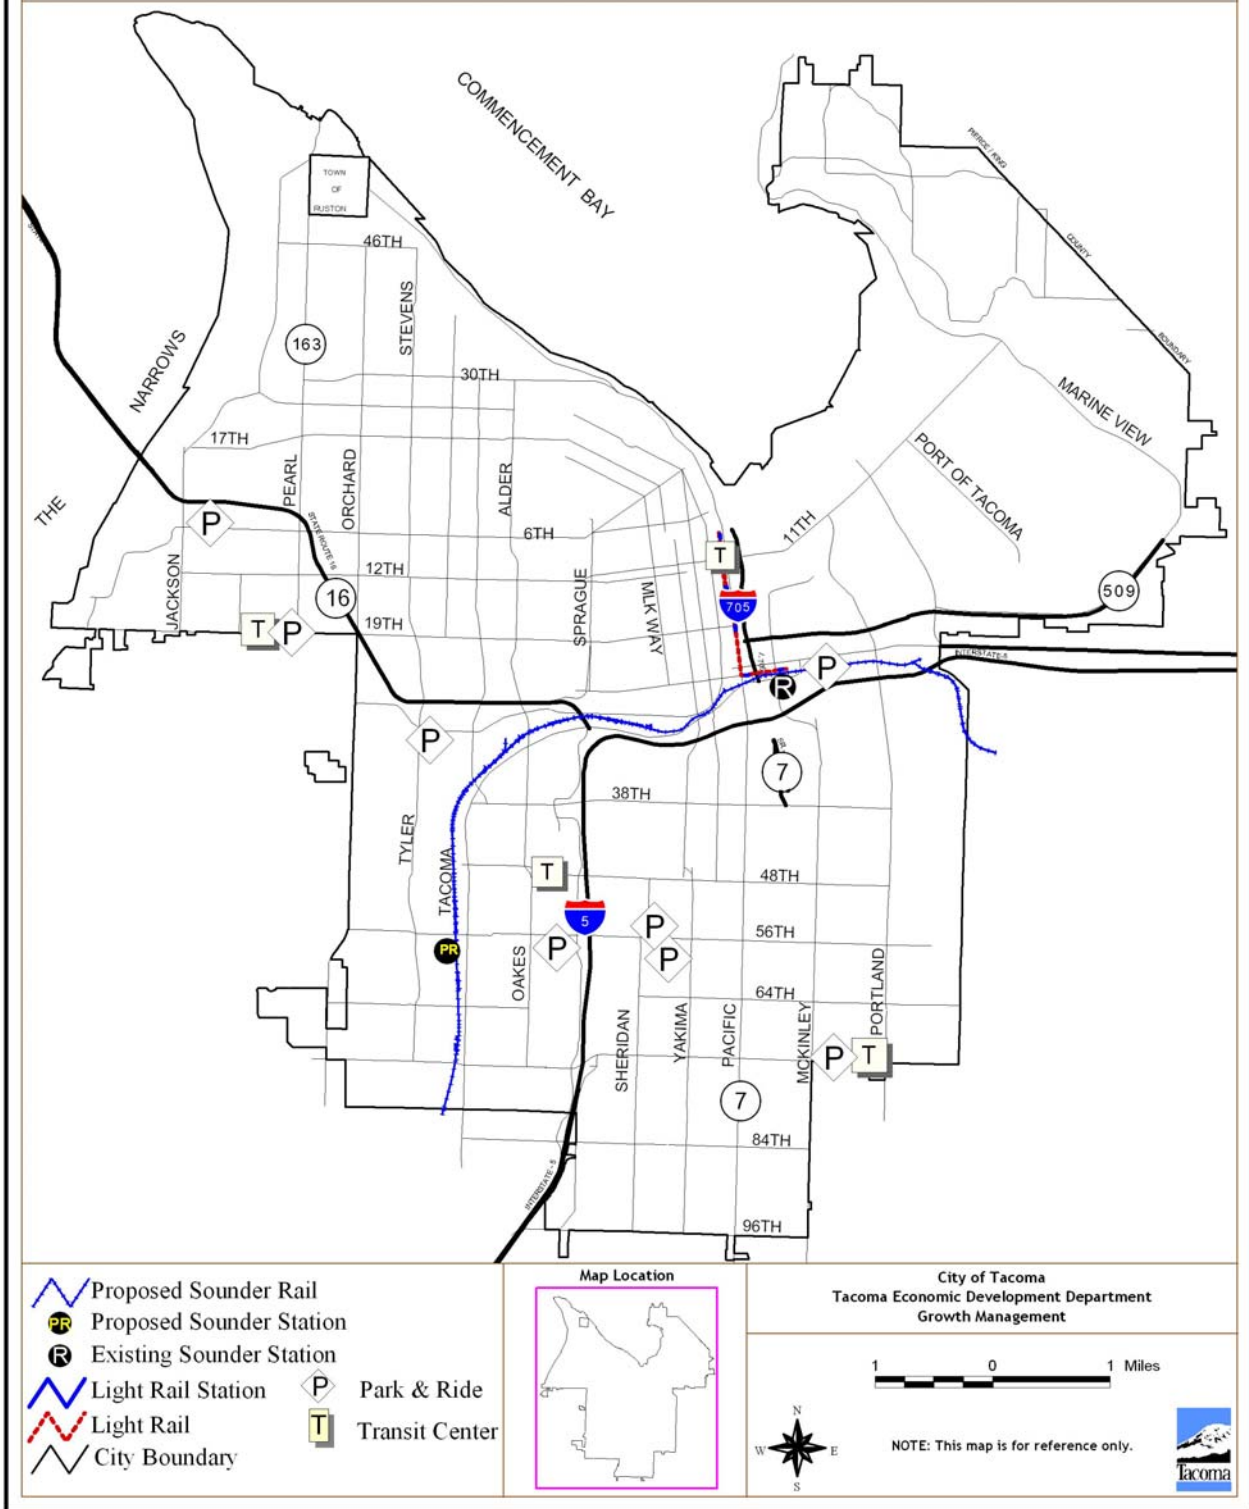 COMMENCEMENT BAY
PIERCE / KING
COUNTY
BOUNDARY
TOWN
OF
RUSTON
46TH
STEVENS
163
NARROWS
THE
30TH
17TH
MARINE VIEW
PORT OF TACOMA
PEARL
ORCHARD
ALDER
P
6TH
11TH
STATE ROUTE 16
T
12TH
JACKSON
16
SPRAGUE
MLK WAY
705
509
T
P
19TH
INTERSTATE-5
P
R
P
7
38TH
TYLER
TACOMA
T
48TH
5
P
56TH
PR
P
P
OAKES
64TH
PORTLAND
SHERIDAN
YAKIMA
PACIFIC
MCKINLEY
P
T
7
84TH
INTERSTATE - 5
96TH
Proposed Sounder Rail
PR Proposed Sounder Station
R Existing Sounder Station
Light Rail Station
Light Rail
City Boundary
P Park & Ride
T Transit Center
Map Location
City of Tacoma
Tacoma Economic Development Department
Growth Management
1 0 1 Miles
N
W E
S
NOTE: This map is for reference only.
Tacoma